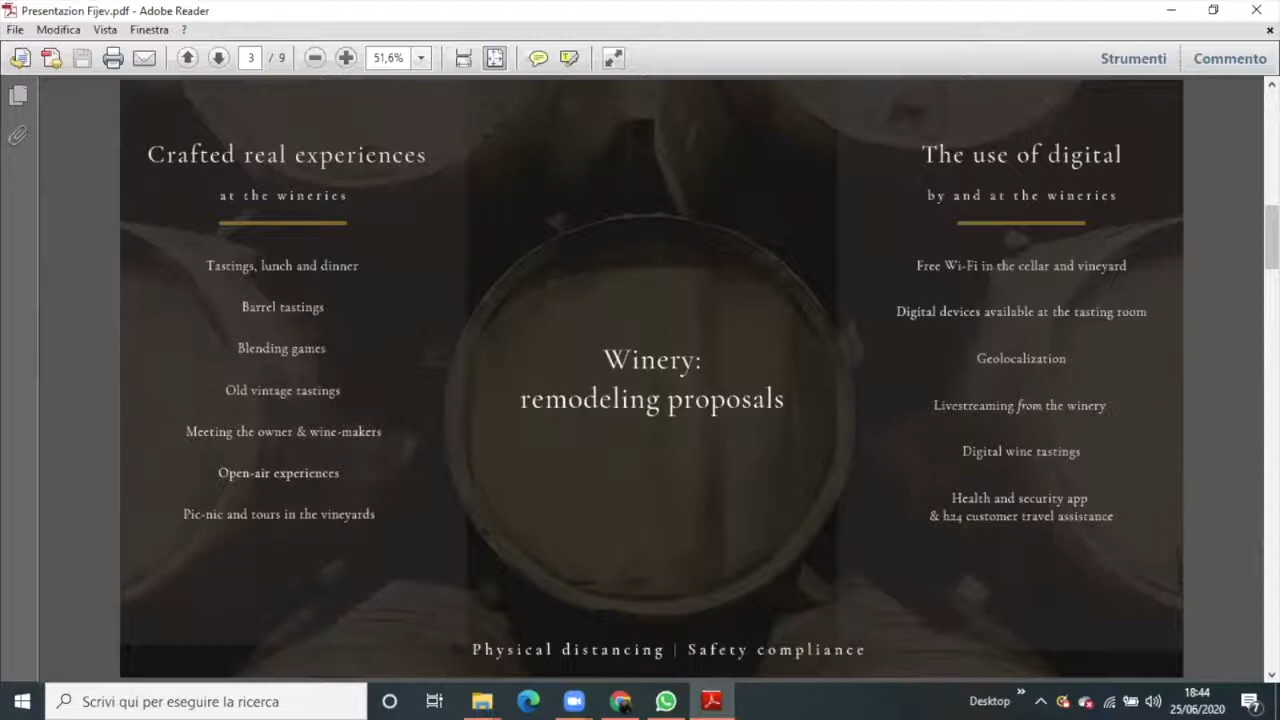 Presentazion Fijev.pdf - Adobe Reader
File Modifica Vista Finestra ?
3 / 9 51,6%
Strumenti Commento
Crafted real experiences
at the wineries
Tastings, lunch and dinner
Barrel tastings
Blending games
Old vintage tastings
Meeting the owner & wine-makers
Open-air experiences
Pic-nic and tours in the vineyards
Winery:
remodeling proposals
The use of digital
by and at the wineries
Free Wi-Fi in the cellar and vineyard
Digital devices available at the tasting room
Geolocalization
Livestreaming from the winery
Digital wine tastings
Health and security app
& h24 customer travel assistance
Physical distancing | Safety compliance
Scrivi qui per eseguire la ricerca
Desktop
18:44
25/06/2020
7